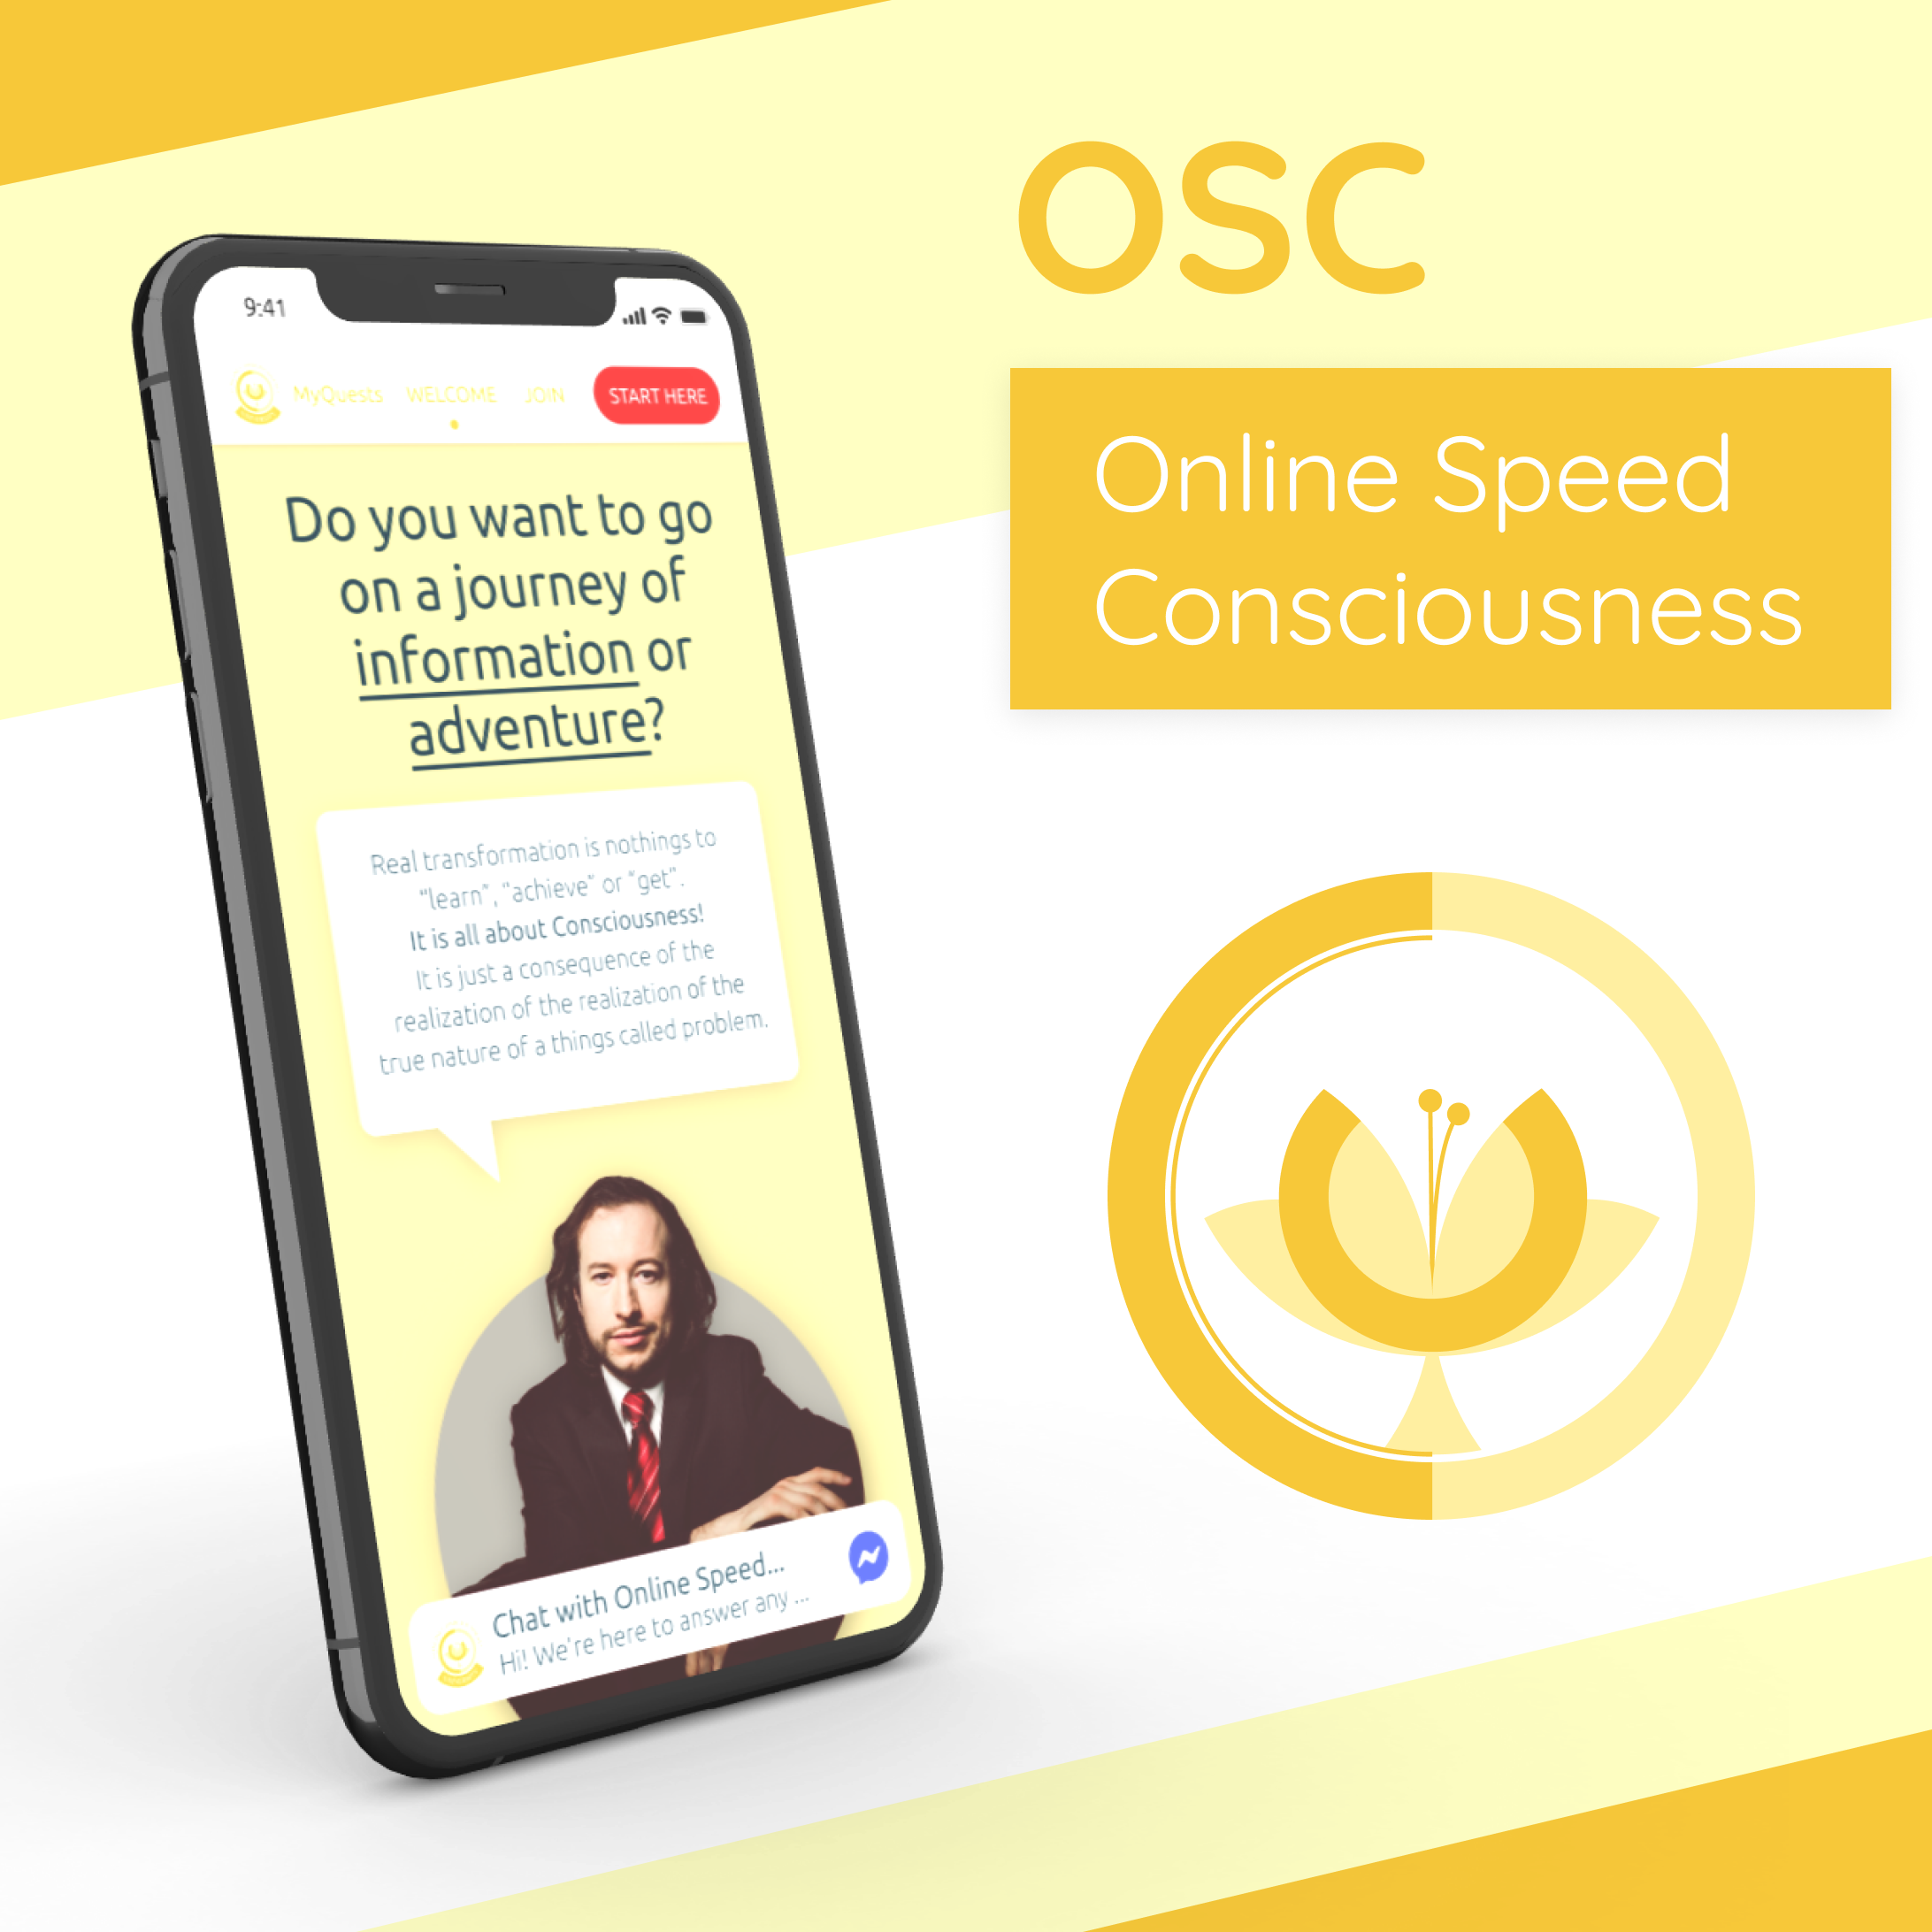 OSC
Online Speed
Consciousness
9:41
MyQuests WELCOME JOIN START HERE
Do you want to go
on a journey of
information or
adventure?
Real transformation is nothings to
"learn", "achieve" or "get".
It is all about Consciousness!
It is just a consequence of the
realization of the realization of the
true nature of a things called problem.
Chat with Online Speed...
Hi! We're here to answer any ...